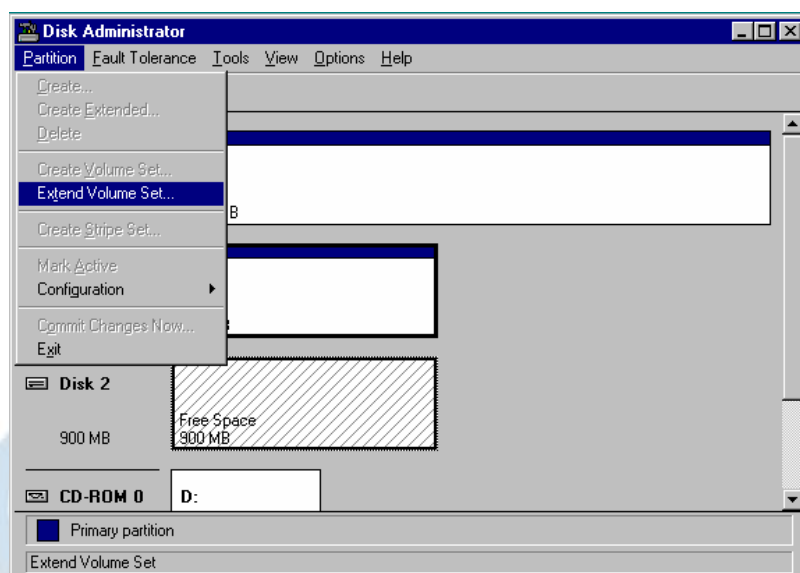 Disk Administrator
Partition Fault Tolerance Tools View Options Help
Create...
Create Extended...
Delete
Create Volume Set...
Extend Volume Set...
Create Stripe Set...
Mark Active
Configuration
Commit Changes Now...
Exit
B
Disk 2
900 MB
Free Space
900 MB
CD-ROM 0
D:
Primary partition
Extend Volume Set